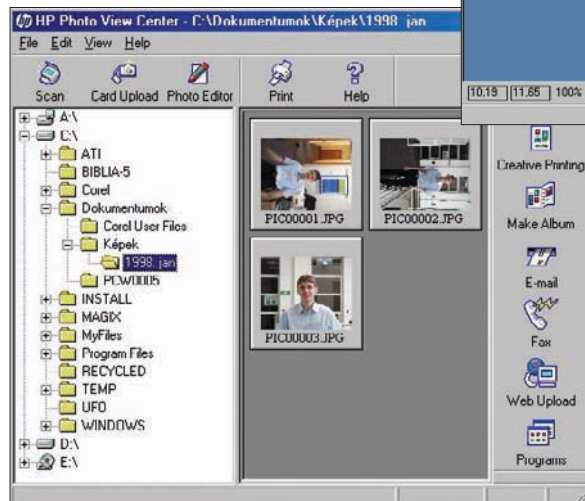 HP Photo View Center - C:\Dokumentumok\Képek\1998. jan
File Edit View Help
Scan Card Upload Photo Editor Print Help
10.19 11.65 100%
A:\
C:\
ATI
BIBLIA-5
Corel
Dokumentumok
Corel User Files
Képek
1998. jan
PCW0005
INSTALL
MAGIX
MyFiles
Program Files
RECYCLED
TEMP
UFO
WINDOWS
D:\
E:\
PIC00001.JPG PIC00002.JPG
PIC00003.JPG
Creative Printing
Make Album
E-mail
Fax
Web Upload
Programs